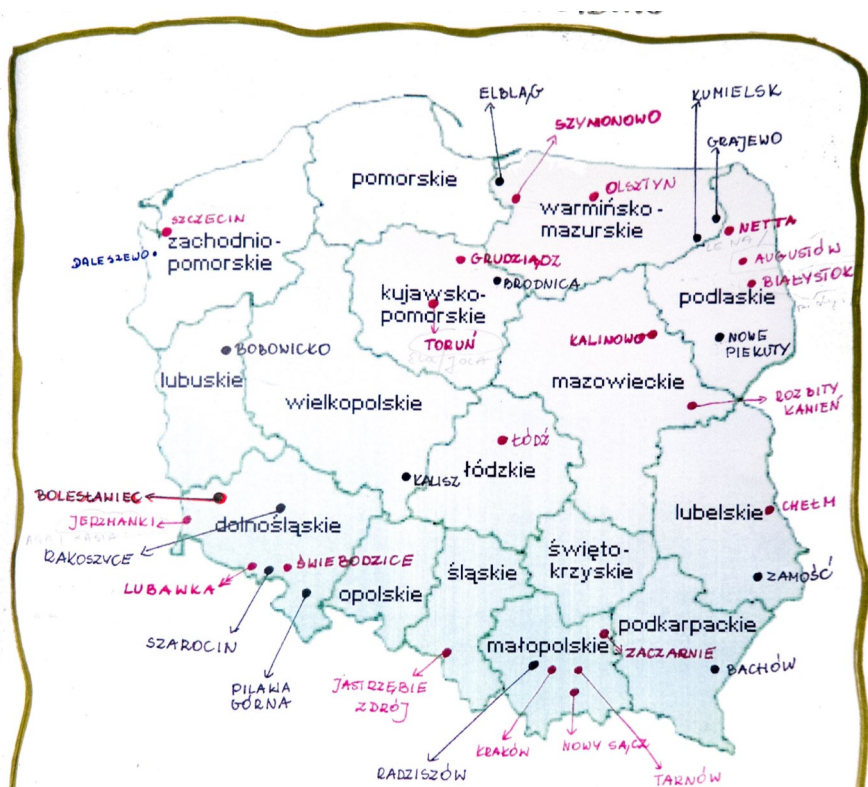 ELBLĄG
KUMIELSK
SZYMONOWO
GRAJEWO
pomorskie
OLSZTYN
warmińsko-
mazurskie
SZCZECIN
zachodnio-
pomorskie
DALESZEWO
NETTA
AUGUSTÓW
BIAŁYSTOK
GRUDZIĄDZ
BRODNICA
kujawsko-
pomorskie
podlaskie
TORUŃ
KALINOWO
NOWE
PIEKUTY
BOBOWICKO
lubuskie
mazowieckie
wielkopolskie
ROZBITY
KAMIEŃ
ŁÓDŹ
łódzkie
KALISZ
BOLESŁAWIEC
lubelskie
CHEŁM
JERZMANKI
dolnośląskie
RAKOSZYCE
święto-
krzyskie
ŚWIEBODZICE
śląskie
LUBAWKA
opolskie
ZAMOŚĆ
SZAROCIN
podkarpackie
małopolskie
ZACZARNIE
BACHÓW
PIŁAWA
GÓRNA
JASTRZĘBIE
ZDRÓJ
KRAKÓW
NOWY SĄCZ
RADZISZÓW
TARNÓW